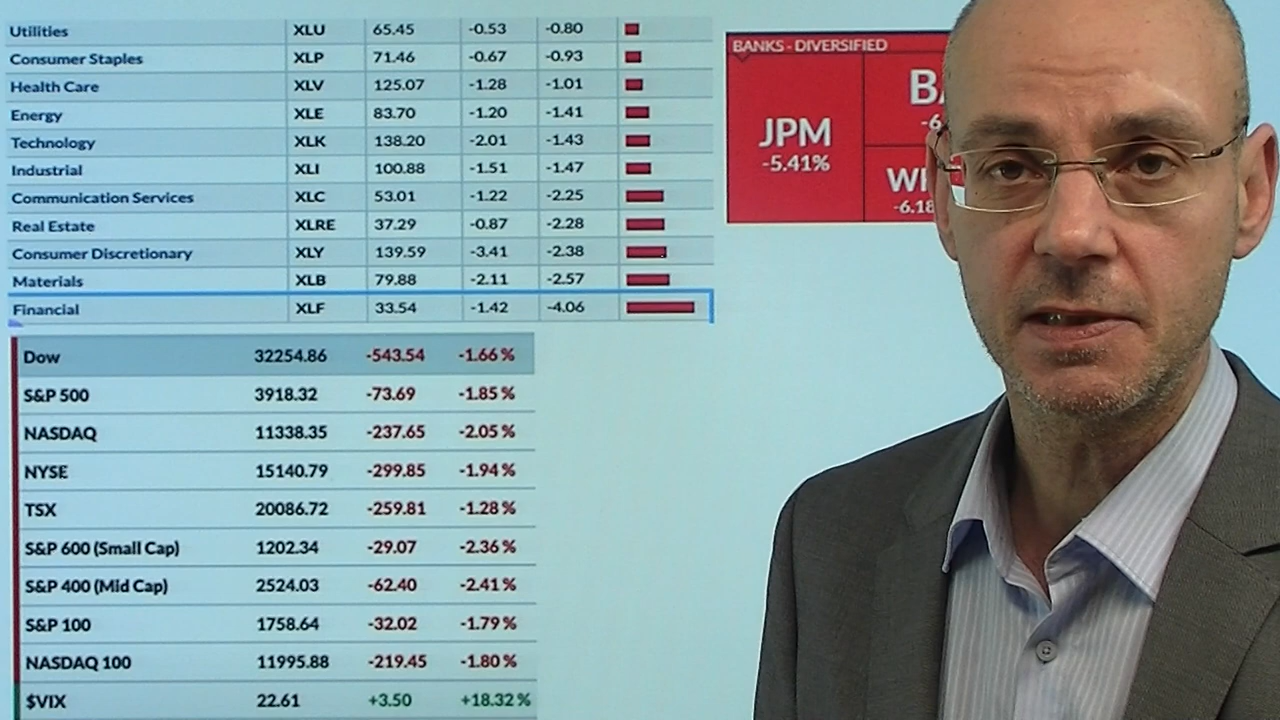 Utilities XLU 65.45 -0.53 -0.80
Consumer Staples XLP 71.46 -0.67 -0.93
Health Care XLV 125.07 -1.28 -1.01
Energy XLE 83.70 -1.20 -1.41
Technology XLK 138.20 -2.01 -1.43
Industrial XLI 100.88 -1.51 -1.47
Communication Services XLC 53.01 -1.22 -2.25
Real Estate XLRE 37.29 -0.87 -2.28
Consumer Discretionary XLY 139.59 -3.41 -2.38
Materials XLB 79.88 -2.11 -2.57
Financial XLF 33.54 -1.42 -4.06
BANKS - DIVERSIFIED
JPM
-5.41%
-6.18
Dow 32254.86 -543.54 -1.66%
S&P 500 3918.32 -73.69 -1.85%
NASDAQ 11338.35 -237.65 -2.05%
NYSE 15140.79 -299.85 -1.94%
TSX 20086.72 -259.81 -1.28%
S&P 600 (Small Cap) 1202.34 -29.07 -2.36%
S&P 400 (Mid Cap) 2524.03 -62.40 -2.41%
S&P 100 1758.64 -32.02 -1.79%
NASDAQ 100 11995.88 -219.45 -1.80%
$VIX 22.61 +3.50 +18.32%